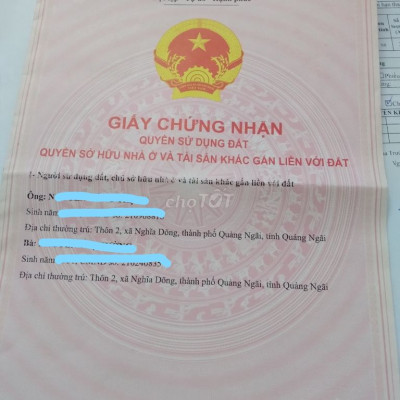 GIẤY CHỨNG NHẬN
QUYỀN SỬ DỤNG ĐẤT
QUYỀN SỞ HỮU NHÀ Ở VÀ TÀI SẢN KHÁC GẮN LIỀN VỚI ĐẤT
I- Người sử dụng đất, chủ sở hữu nhà ở và tài sản khác gắn liền với đất
Ông: N
choTỐT
Sinh năm
Địa chỉ thường trú: Thôn 2, xã Nghĩa Dõng, thành phố Quảng Ngãi, tỉnh Quảng Ngãi
Bà:
Sinh năm
Địa chỉ thường trú: Thôn 2, xã Nghĩa Dõng, thành phố Quảng Ngãi, tỉnh Quảng Ngãi